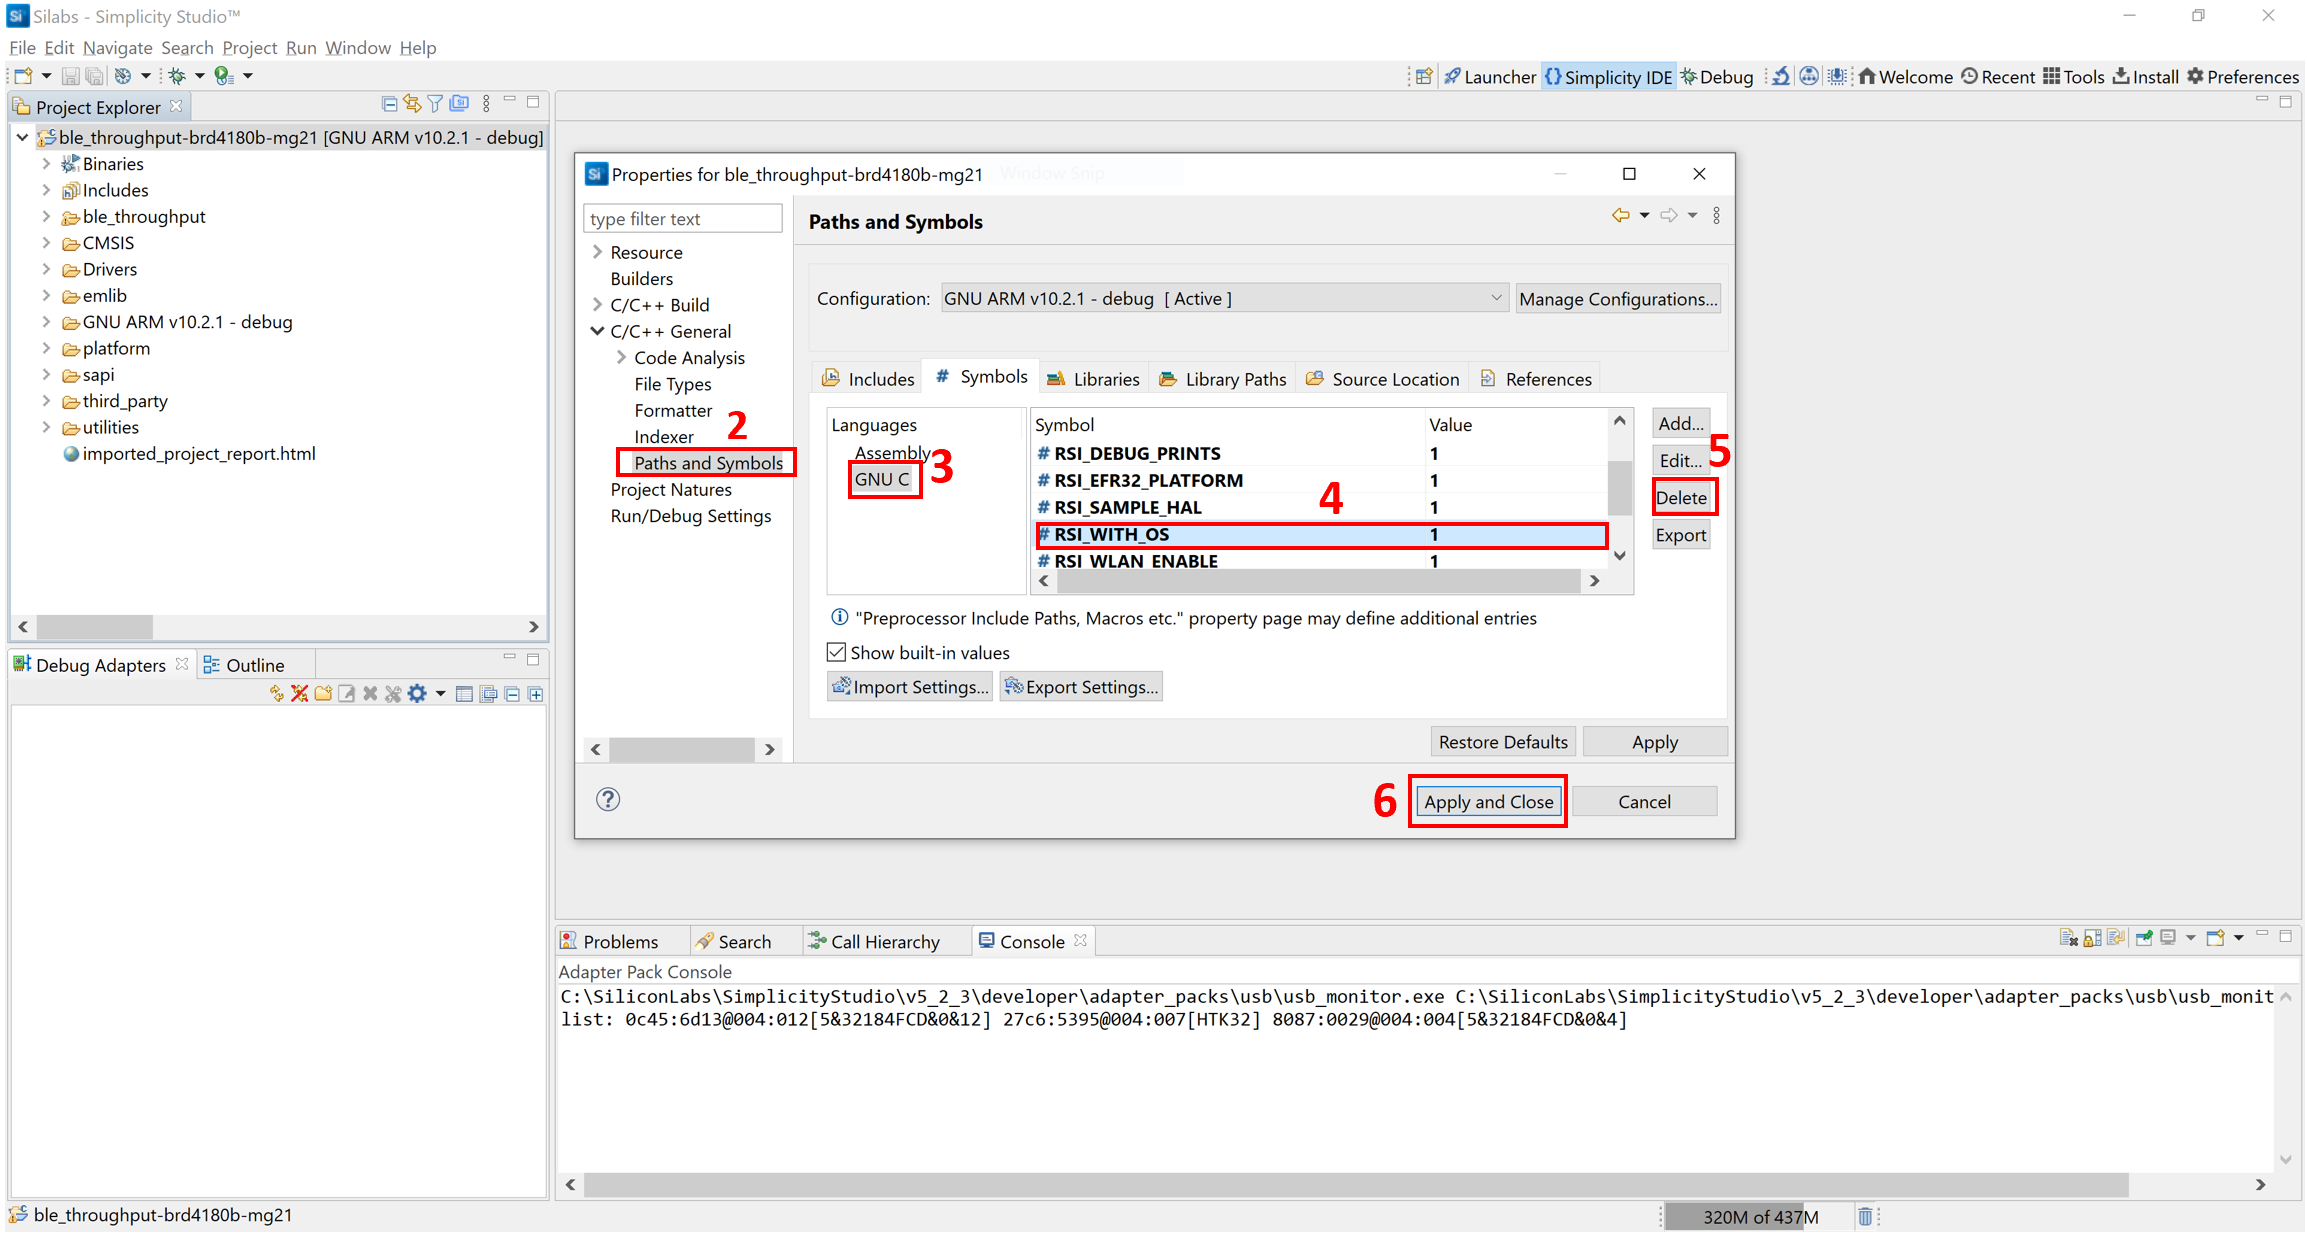 Si Silabs - Simplicity Studio™
File Edit Navigate Search Project Run Window Help
Launcher {} Simplicity IDE Debug Welcome Recent Tools Install Preferences
Project Explorer
ble_throughput-brd4180b-mg21 [GNU ARM v10.2.1 - debug]
Binaries
Includes
ble_throughput
CMSIS
Drivers
emlib
GNU ARM v10.2.1 - debug
platform
sapi
third_party
utilities
imported_project_report.html
Debug Adapters Outline
Si Properties for ble_throughput-brd4180b-mg21 Window Snip
type filter text
Resource
Builders
C/C++ Build
C/C++ General
Code Analysis
File Types
Formatter
Indexer
2
Paths and Symbols
Project Natures
Run/Debug Settings
Paths and Symbols
Configuration: GNU ARM v10.2.1 - debug [ Active ] Manage Configurations...
Includes # Symbols Libraries Library Paths Source Location References
Languages
Assembly
GNU C
3
Symbol Value
# RSI_DEBUG_PRINTS 1
# RSI_EFR32_PLATFORM 1
# RSI_SAMPLE_HAL 1
4
# RSI_WITH_OS 1
# RSI_WLAN_ENABLE 1
Add...
Edit...
5
Delete
Export
"Preprocessor Include Paths, Macros etc." property page may define additional entries
Show built-in values
Import Settings... Export Settings...
Restore Defaults Apply
? 6 Apply and Close Cancel
Problems Search Call Hierarchy Console
Adapter Pack Console
C:\SiliconLabs\SimplicityStudio\v5_2_3\developer\adapter_packs\usb\usb_monitor.exe C:\SiliconLabs\SimplicityStudio\v5_2_3\developer\adapter_packs\usb\usb_monit
list: 0c45:6d13@004:012[5&32184FCD&0&12] 27c6:5395@004:007[HTK32] 8087:0029@004:004[5&32184FCD&0&4]
ble_throughput-brd4180b-mg21 320M of 437M